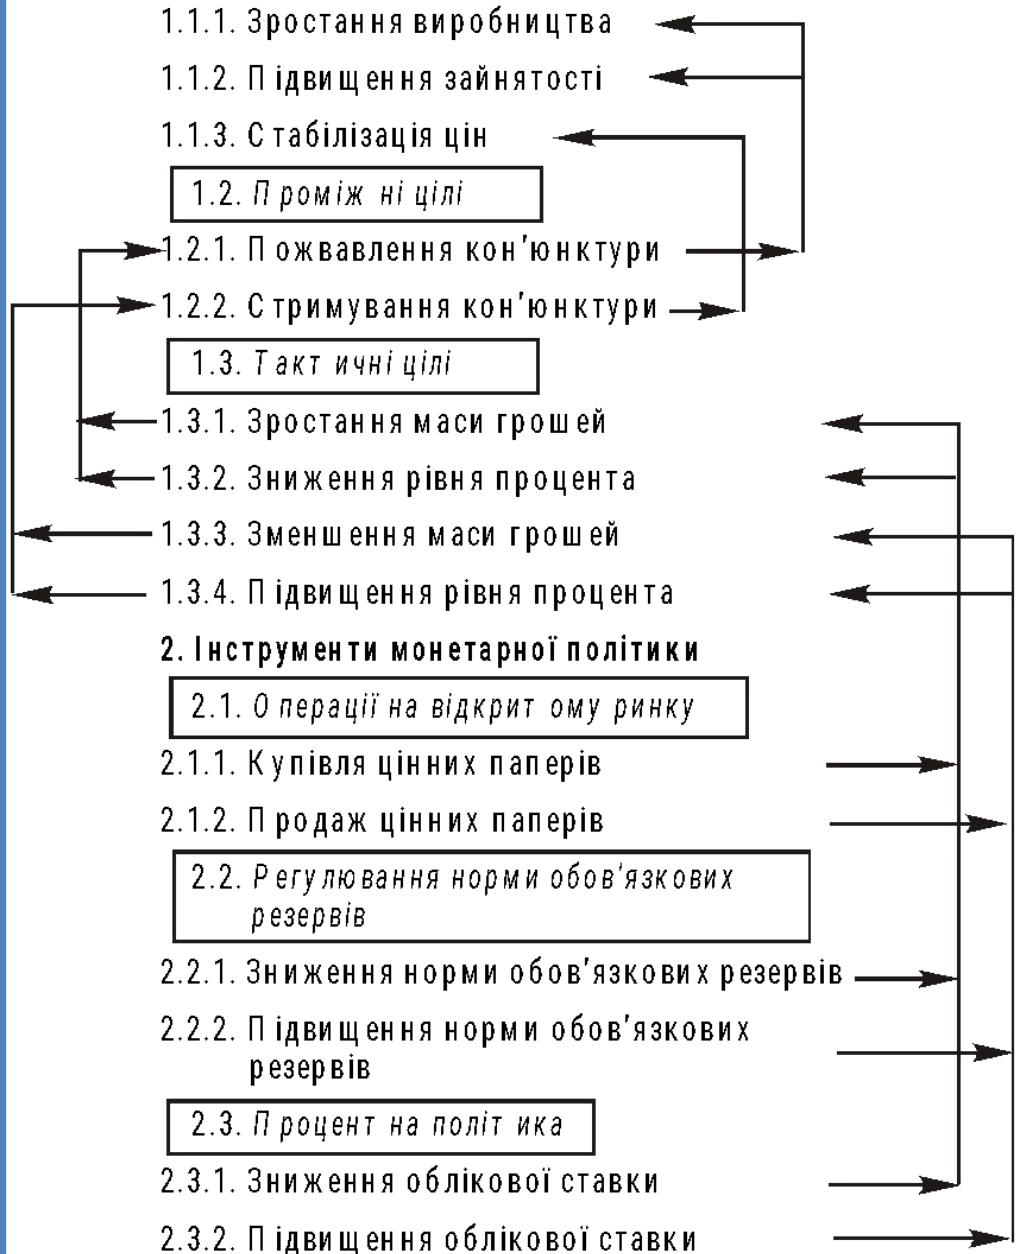 1.1.1. Зростання виробництва
1.1.2. Підвищення зайнятості
1.1.3. Стабілізація цін
1.2. Проміжні цілі
1.2.1. Пожвавлення кон'юнктури
1.2.2. Стримування кон'юнктури
1.3. Тактичні цілі
1.3.1. Зростання маси грошей
1.3.2. Зниження рівня процента
1.3.3. Зменшення маси грошей
1.3.4. Підвищення рівня процента
2. Інструменти монетарної політики
2.1. Операції на відкритому ринку
2.1.1. Купівля цінних паперів
2.1.2. Продаж цінних паперів
2.2. Регулювання норми обов'язкових
резервів
2.2.1. Зниження норми обов'язкових резервів
2.2.2. Підвищення норми обов'язкових
резервів
2.3. Процентна політика
2.3.1. Зниження облікової ставки
2.3.2. Підвищення облікової ставки